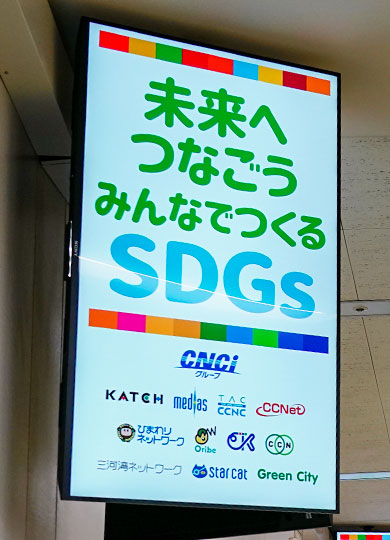 未来へ
つなごう
みんなでつくる
SDGs
CNCi
グループ
KATCH medias TAC CCNC CCNet
ひまわりネットワーク Oribe CK CCN
三河湾ネットワーク StarCat Green City